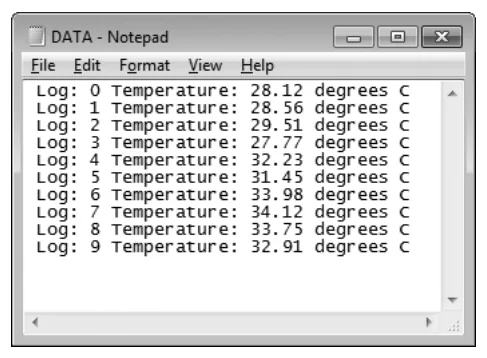 DATA - Notepad
File Edit Format View Help
Log: 0 Temperature: 28.12 degrees C
Log: 1 Temperature: 28.56 degrees C
Log: 2 Temperature: 29.51 degrees C
Log: 3 Temperature: 27.77 degrees C
Log: 4 Temperature: 32.23 degrees C
Log: 5 Temperature: 31.45 degrees C
Log: 6 Temperature: 33.98 degrees C
Log: 7 Temperature: 34.12 degrees C
Log: 8 Temperature: 33.75 degrees C
Log: 9 Temperature: 32.91 degrees C